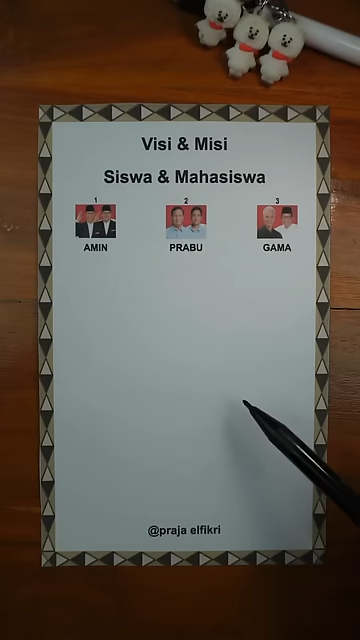 Visi & Misi
Siswa & Mahasiswa
1 2 3
AMIN PRABU GAMA
@praja elfikri